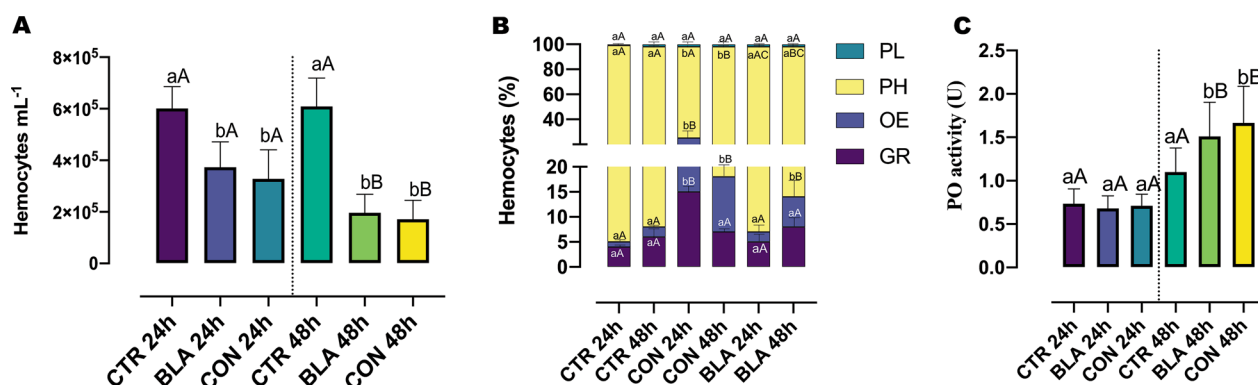 A
Hemocytes mL-1
8×10⁵
6×10⁵
4×10⁵
2×10⁵
0
aA
bA
bA
aA
bB
bB
CTR 24h
BLA 24h
CON 24h
CTR 48h
BLA 48h
CON 48h
B
Hemocytes (%)
100
80
60
40
20
15
10
5
0
aA aA aA aA aA aA
aA aA bA bB aAC aBC
bB
bB
aA aA bB aA bB
aA aA aA aA aA
CTR 24h
CTR 48h
CON 24h
CON 48h
BLA 24h
BLA 48h
PL
PH
OE
GR
C
PO activity (U)
2.5
2.0
1.5
1.0
0.5
0.0
aA
aA
aA
aA
bB
bB
CTR 24h
BLA 24h
CON 24h
CTR 48h
BLA 48h
CON 48h